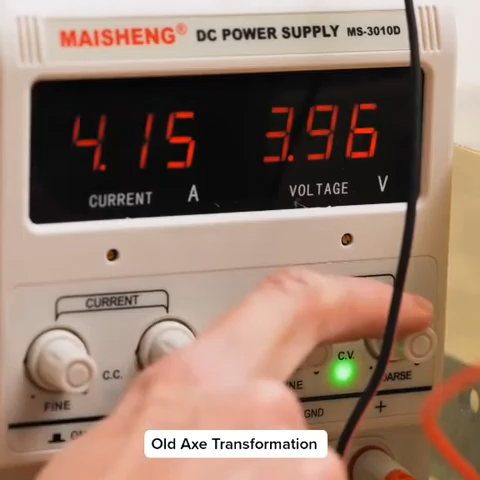 MAISHENG® DC POWER SUPPLY MS-3010D
4.15 3.96
CURRENT A VOLTAGE V
CURRENT
C.C. C.V.
FINE COARSE
GND +
Old Axe Transformation